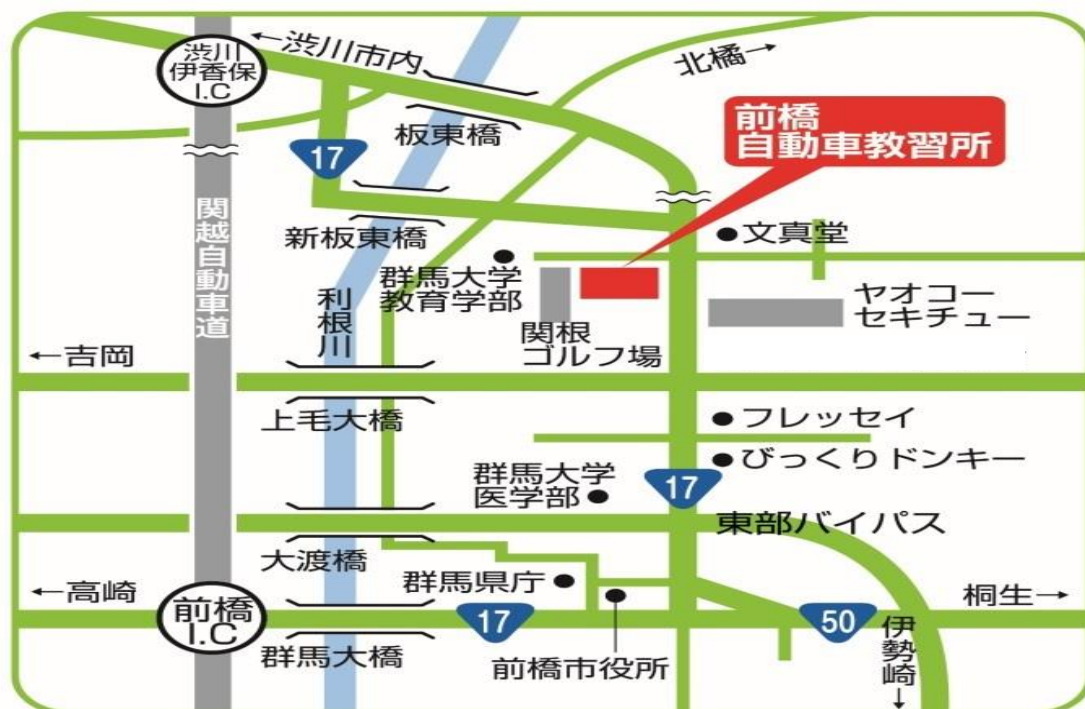 渋川
伊香保
I.C
←渋川市内
北橘→
17
板東橋
前橋
自動車教習所
関越自動車道
新板東橋
文真堂
群馬大学
教育学部
利根川
関根
ゴルフ場
ヤオコー
セキチュー
←吉岡
上毛大橋
フレッセイ
びっくりドンキー
群馬大学
医学部
17
東部バイパス
大渡橋
←高崎
前橋
I.C
群馬県庁
17
50
桐生→
群馬大橋
前橋市役所
伊勢崎↓